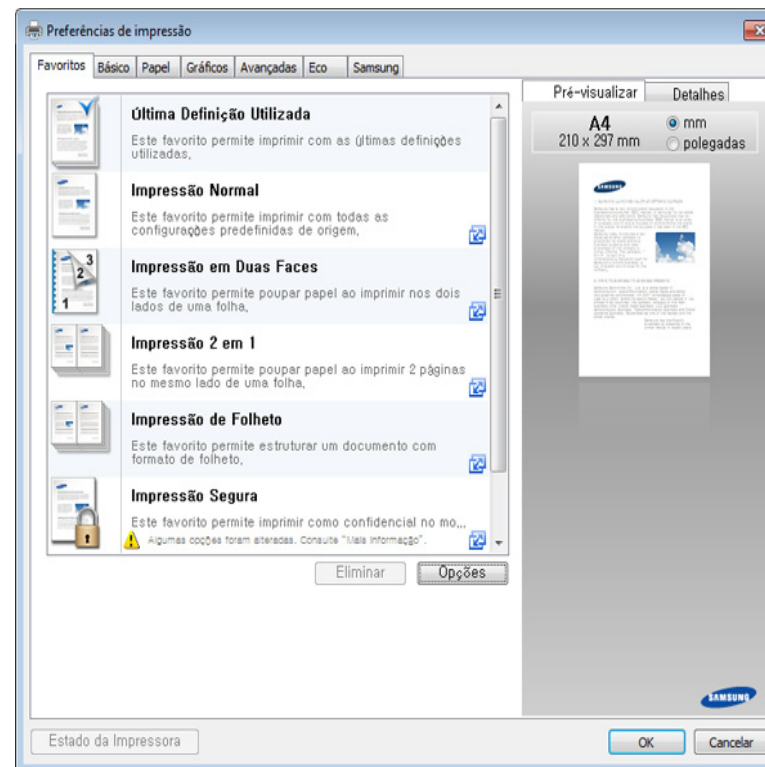 Preferências de impressão
Favoritos Básico Papel Gráficos Avançadas Eco Samsung
Última Definição Utilizada
Este favorito permite imprimir com as últimas definições
utilizadas.
Impressão Normal
Este favorito permite imprimir com todas as
configurações predefinidas de origem.
3
2
1
Impressão em Duas Faces
Este favorito permite poupar papel ao imprimir nos dois
lados de uma folha.
Impressão 2 em 1
Este favorito permite poupar papel ao imprimir 2 páginas
no mesmo lado de uma folha.
Impressão de Folheto
Este favorito permite estruturar um documento com
formato de folheto.
Impressão Segura
Este favorito permite imprimir como confidencial no mo...
Algumas opções foram alteradas. Consulte "Mais Informação".
Eliminar Opções
Pré-visualizar Detalhes
A4
210 x 297 mm
mm
polegadas
SAMSUNG
SAMSUNG
Estado da Impressora
OK Cancelar